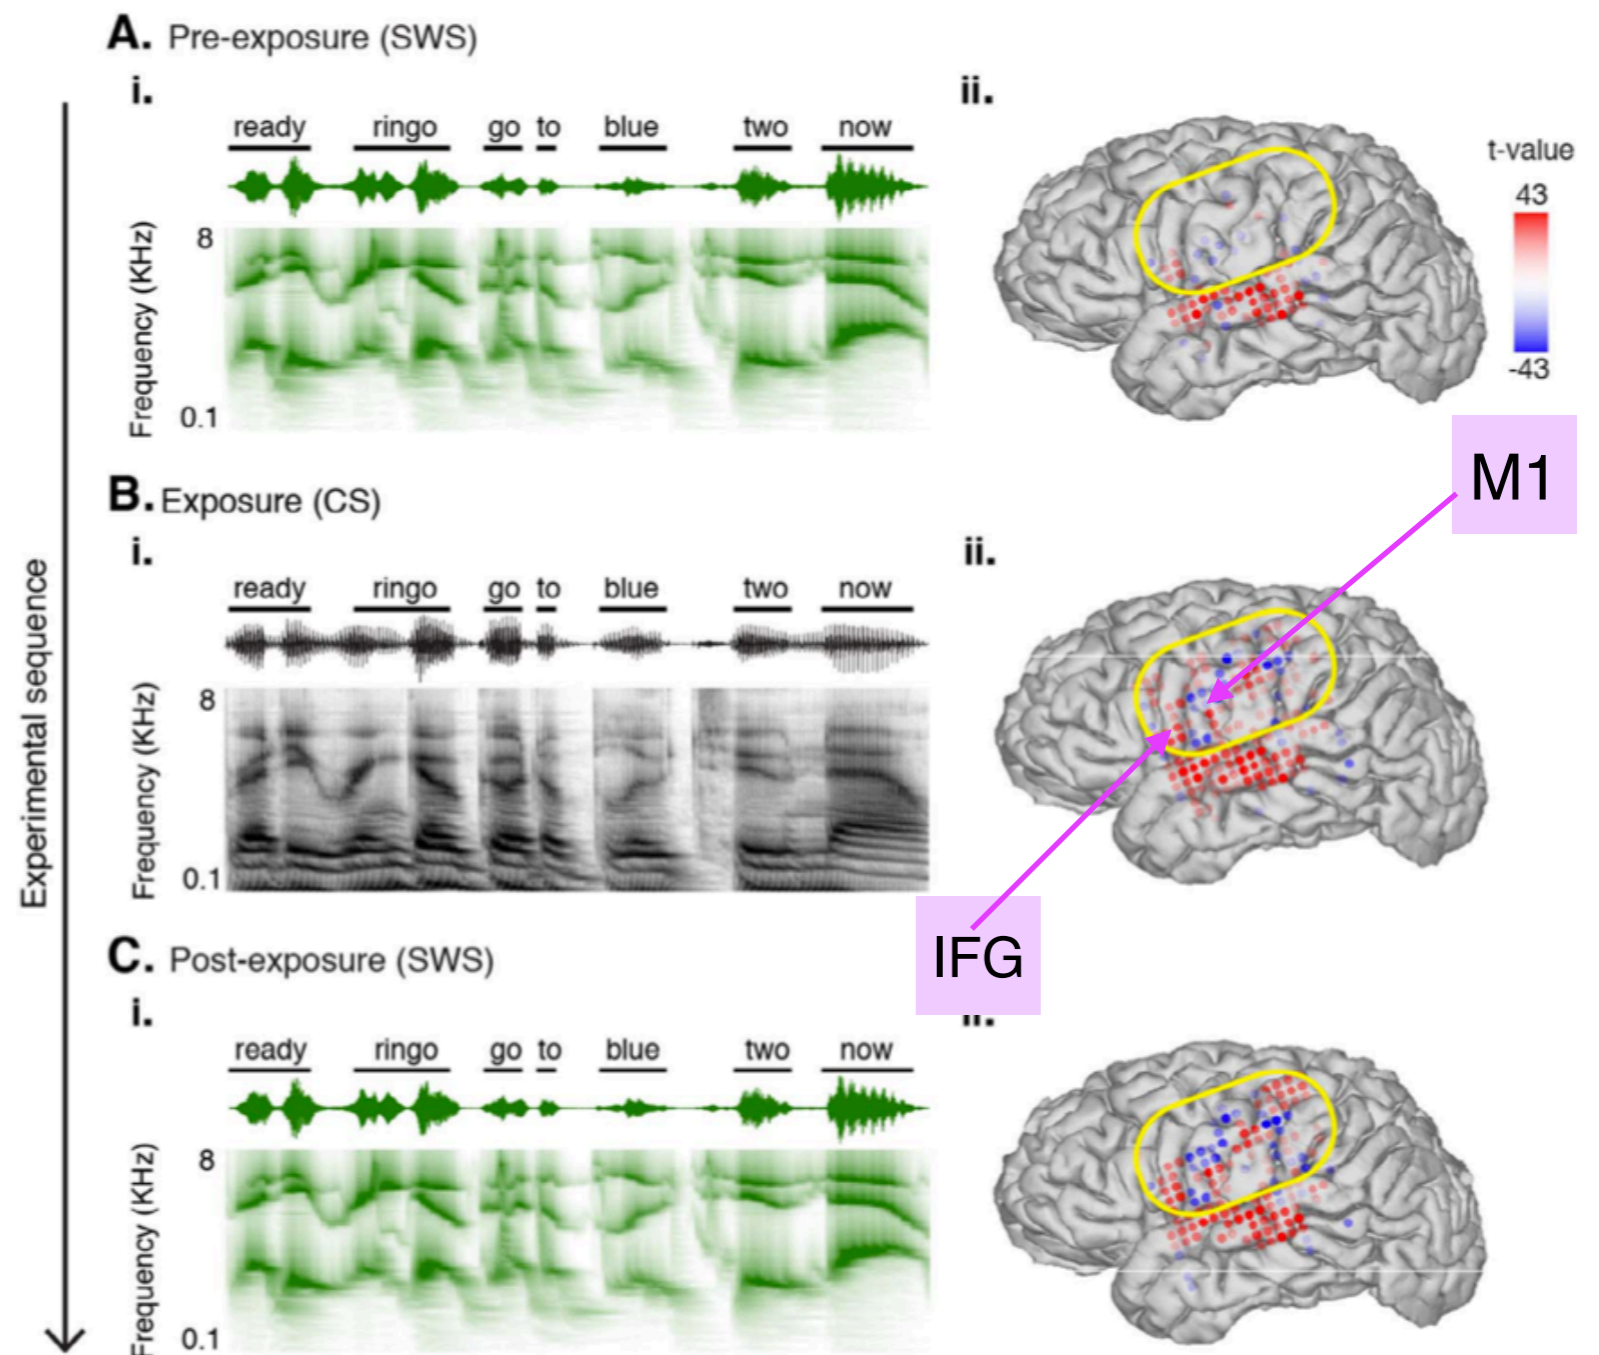 A. Pre-exposure (SWS)
i.
ready ringo go to blue two now
Frequency (KHz)
8
0.1
ii.
t-value
43
-43
M1
B. Exposure (CS)
i.
ready ringo go to blue two now
Frequency (KHz)
8
0.1
ii.
IFG
C. Post-exposure (SWS)
i.
ready ringo go to blue two now
Frequency (KHz)
8
0.1
ii.
Experimental sequence